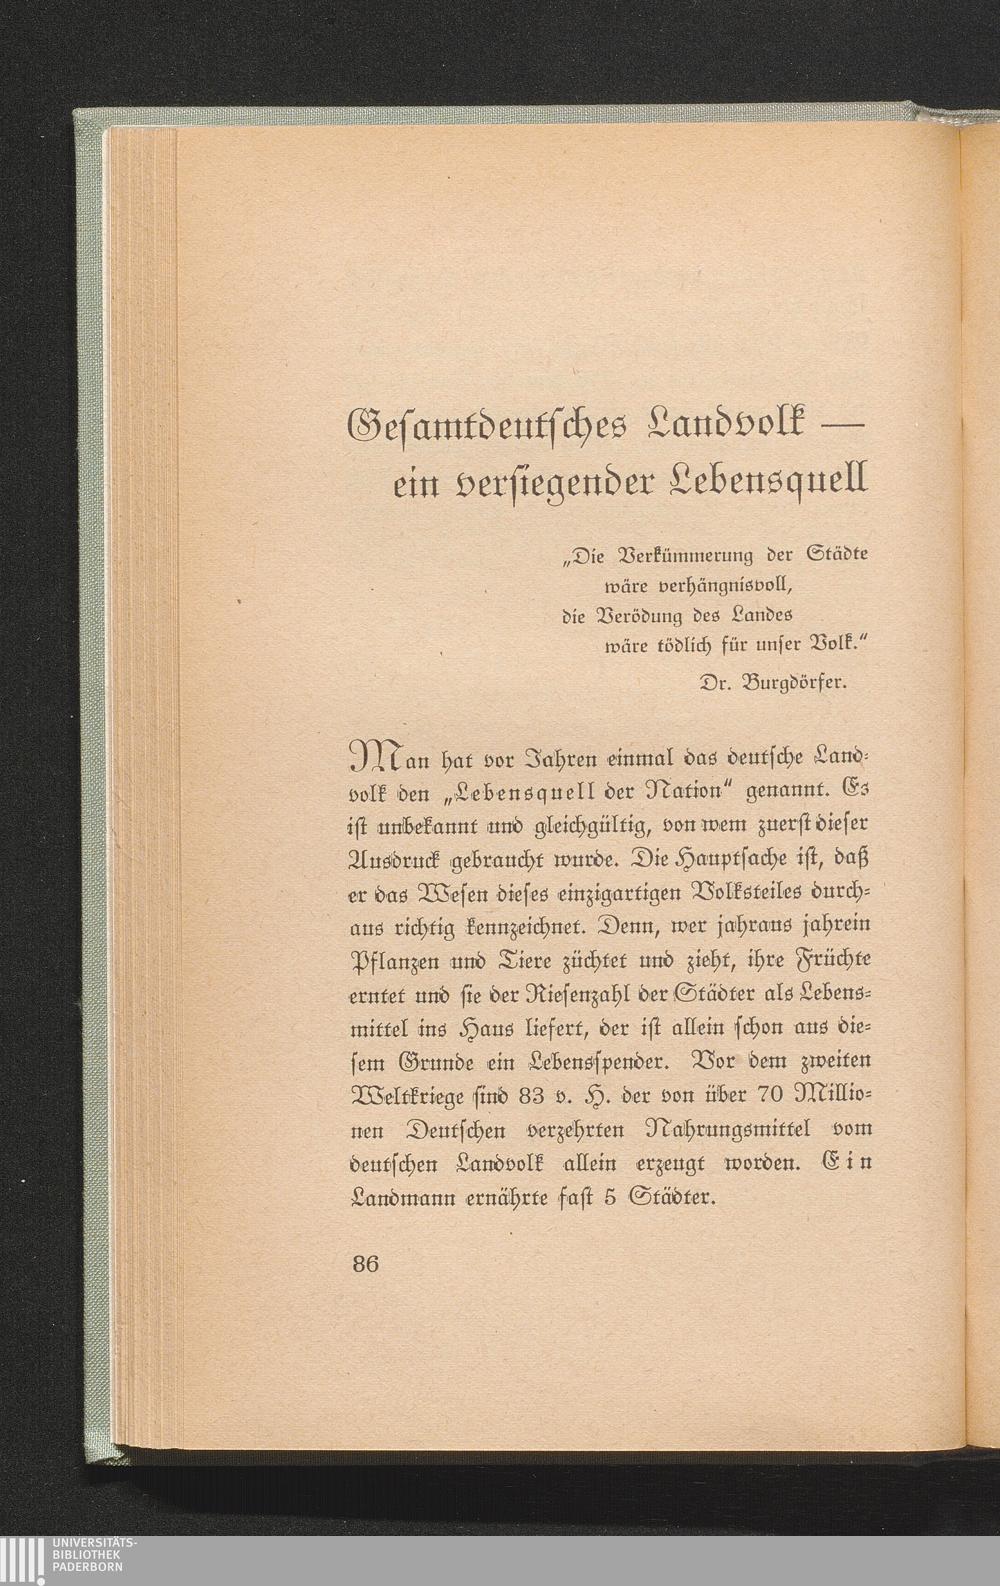 Gesamtdeutsches Landvolk —
ein versiegender Lebensquell
„Die Verkümmerung der Städte
wäre verhängnisvoll,
die Verödung des Landes
wäre tödlich für unser Volk.“
Dr. Burgdörfer.
Man hat vor Jahren einmal das deutsche Land-
volk den „Lebensquell der Nation“ genannt. Es
ist unbekannt und gleichgültig, von wem zuerst dieser
Ausdruck gebraucht wurde. Die Hauptsache ist, daß
er das Wesen dieses einzigartigen Volksteiles durch-
aus richtig kennzeichnet. Denn, wer jahraus jahrein
Pflanzen und Tiere züchtet und zieht, ihre Früchte
erntet und sie der Riesenzahl der Städter als Lebens-
mittel ins Haus liefert, der ist allein schon aus die-
sem Grunde ein Lebensspender. Vor dem zweiten
Weltkriege sind 83 v. H. der von über 70 Millio-
nen Deutschen verzehrten Nahrungsmittel vom
deutschen Landvolk allein erzeugt worden. Ein
Landmann ernährte fast 5 Städter.
86
UNIVERSITÄTS-
BIBLIOTHEK
PADERBORN